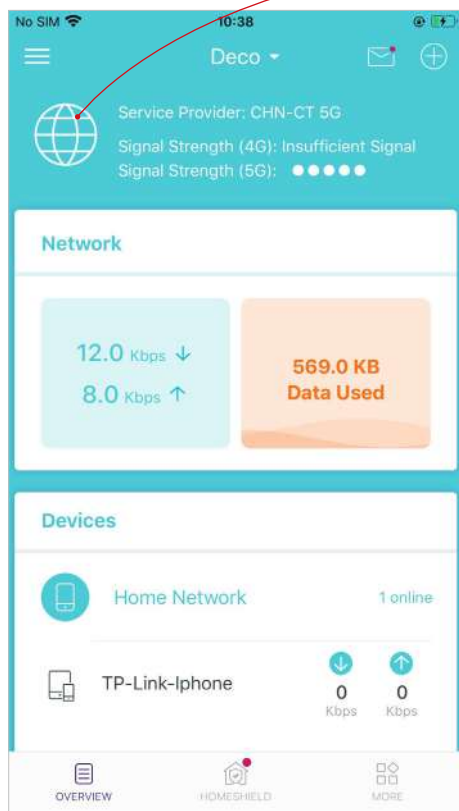 No SIM 10:38
Deco
Service Provider: CHN-CT 5G
Signal Strength (4G): Insufficient Signal
Signal Strength (5G):
Network
12.0 Kbps ↓
8.0 Kbps ↑
569.0 KB
Data Used
Devices
Home Network 1 online
TP-Link-Iphone
0 0
Kbps Kbps
OVERVIEW HOMESHIELD MORE